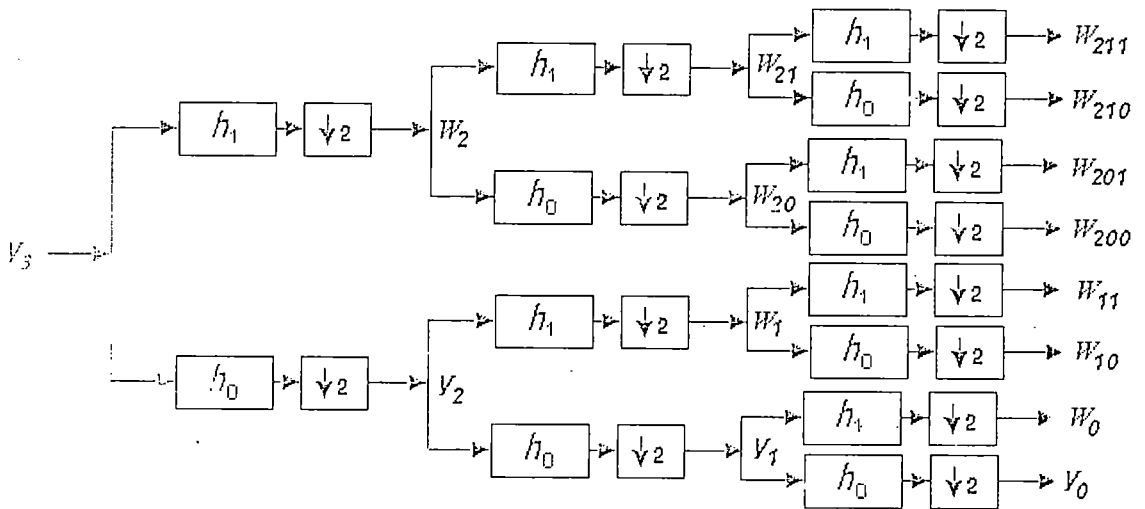 h₁ ↓2 W₂₁₁
h₁ ↓2 W₂₁
h₀ ↓2 W₂₁₀
h₁ ↓2 W₂
h₁ ↓2 W₂₀₁
h₀ ↓2 W₂₀
h₀ ↓2 W₂₀₀
V₃
h₁ ↓2 W₁₁
h₁ ↓2 W₁
h₀ ↓2 W₁₀
h₀ ↓2 V₂
h₁ ↓2 W₀
h₀ ↓2 V₁
h₀ ↓2 V₀